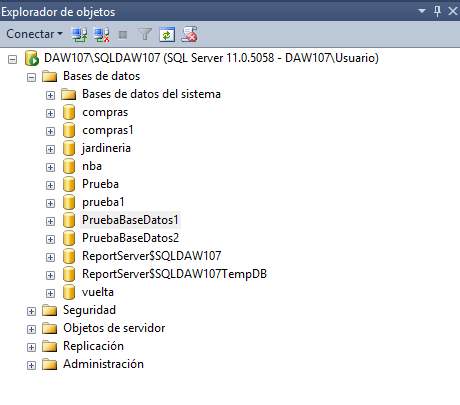 Explorador de objetos
Conectar
DAW107\SQLDAW107 (SQL Server 11.0.5058 - DAW107\Usuario)
Bases de datos
Bases de datos del sistema
compras
compras1
jardineria
nba
Prueba
prueba1
PruebaBaseDatos1
PruebaBaseDatos2
ReportServer$SQLDAW107
ReportServer$SQLDAW107TempDB
vuelta
Seguridad
Objetos de servidor
Replicación
Administración